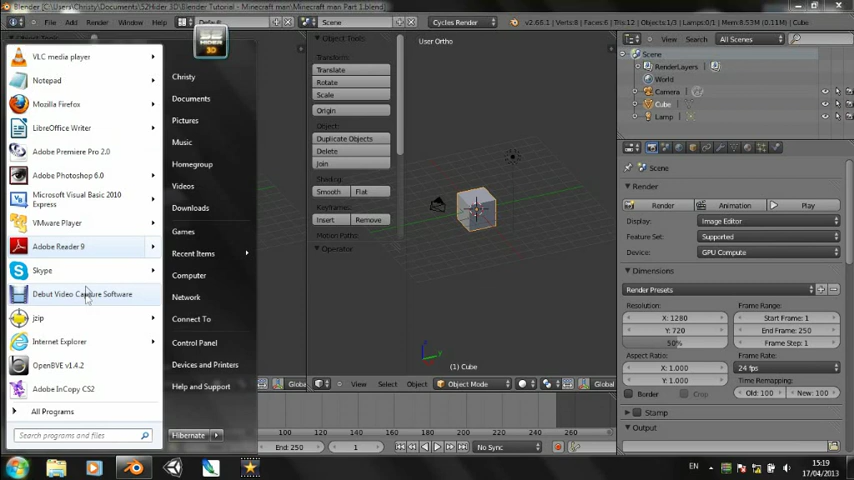 Blender [C:\Users\Christy\Documents\S2Hider 3D\Blender Tutorial - Minecraft man\Minecraft man Part 1.blend]
Add
Render
Window
Help
Default
Scene
Cycles Render
v2.66.1 | Verts:8 | Faces:6 | Tris:12 | Objects:1/3 | Lamps:0/1 | Mem:8.53M (0.11M) | Cube
VLC media player
Notepad
Mozilla Firefox
LibreOffice Writer
Adobe Premiere Pro 2.0
Adobe Photoshop 6.0
Microsoft Visual Basic 2010
Express
VMware Player
Adobe Reader 9
Skype
Debut Video Capture Software
jzip
Internet Explorer
OpenBVE v1.4.2
Adobe InCopy CS2
All Programs
Search programs and files
3D
Christy
Documents
Pictures
Music
Homegroup
Videos
Downloads
Games
Recent Items
Computer
Network
Connect To
Control Panel
Devices and Printers
Help and Support
Hibernate
Object Tools
Transform:
Translate
Rotate
Scale
Origin
Object:
Duplicate Objects
Delete
Join
Shading:
Smooth
Flat
Keyframes:
Insert
Remove
Motion Paths:
Operator
User Ortho
(1) Cube
Global
View
Select
Object
Object Mode
Global
100
120
140
160
180
200
220
240
260
End: 250
1
No Sync
View
Search
All Scenes
Scene
RenderLayers
World
Camera
Cube
Lamp
Scene
Render
Render
Animation
Play
Display:
Image Editor
Feature Set:
Supported
Device:
GPU Compute
Dimensions
Render Presets
Resolution:
Frame Range:
X: 1280
Start Frame: 1
Y: 720
End Frame: 250
50%
Frame Step: 1
Aspect Ratio:
Frame Rate:
X: 1.000
24 fps
Y: 1.000
Time Remapping:
Border
Crop
Old: 100
New: 100
Stamp
Output
EN
15:19
17/04/2013